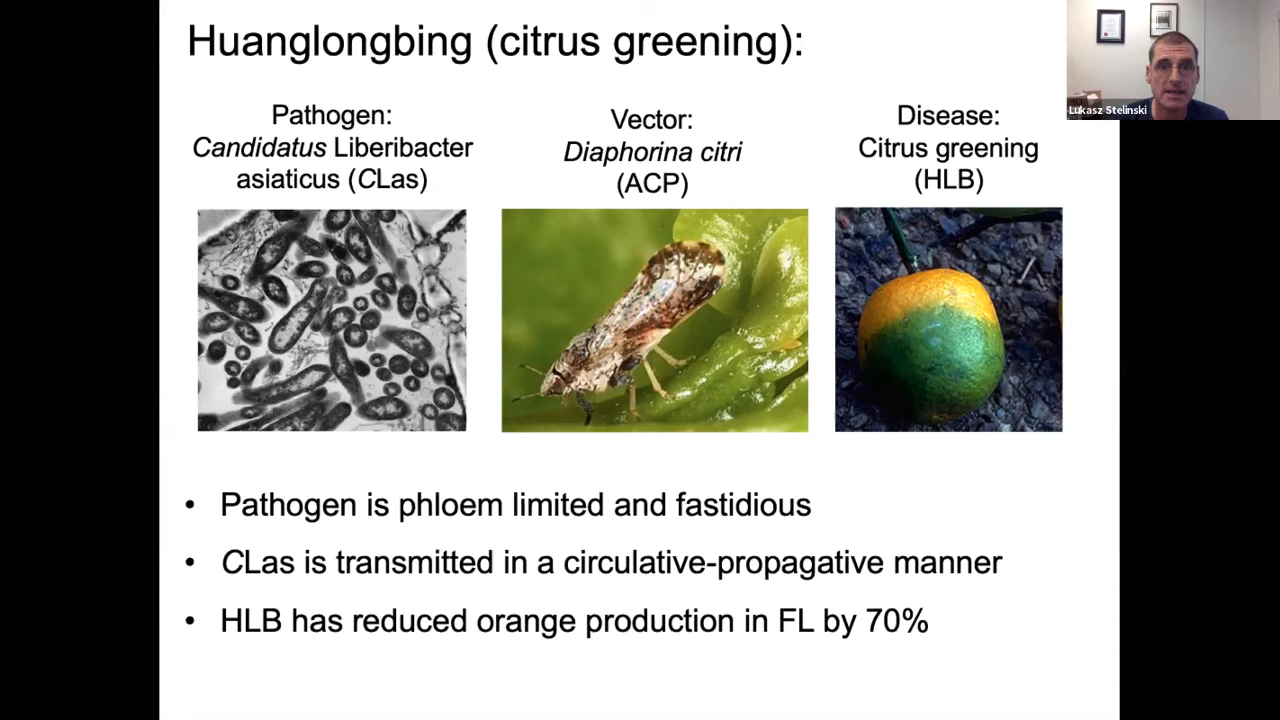 Huanglongbing (citrus greening):
Lukasz Stelinski
Pathogen:
Candidatus Liberibacter
asiaticus (CLas)
Vector:
Diaphorina citri
(ACP)
Disease:
Citrus greening
(HLB)
• Pathogen is phloem limited and fastidious
• CLas is transmitted in a circulative-propagative manner
• HLB has reduced orange production in FL by 70%